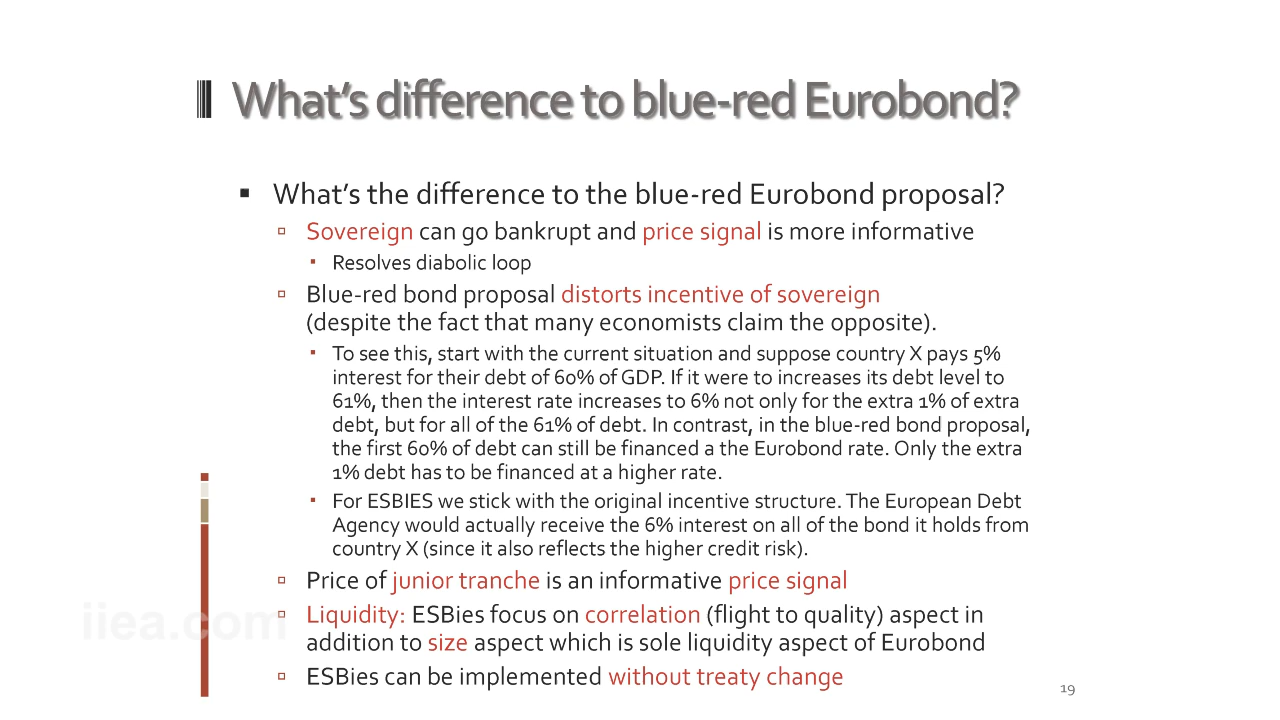 What's difference to blue-red Eurobond?
What's the difference to the blue-red Eurobond proposal?
Sovereign can go bankrupt and price signal is more informative
Resolves diabolic loop
Blue-red bond proposal distorts incentive of sovereign
(despite the fact that many economists claim the opposite).
To see this, start with the current situation and suppose country X pays 5%
interest for their debt of 60% of GDP. If it were to increases its debt level to
61%, then the interest rate increases to 6% not only for the extra 1% of extra
debt, but for all of the 61% of debt. In contrast, in the blue-red bond proposal,
the first 60% of debt can still be financed a the Eurobond rate. Only the extra
1% debt has to be financed at a higher rate.
For ESBIES we stick with the original incentive structure. The European Debt
Agency would actually receive the 6% interest on all of the bond it holds from
country X (since it also reflects the higher credit risk).
Price of junior tranche is an informative price signal
Liquidity: ESBies focus on correlation (flight to quality) aspect in
addition to size aspect which is sole liquidity aspect of Eurobond
ESBies can be implemented without treaty change
iiea.com
19